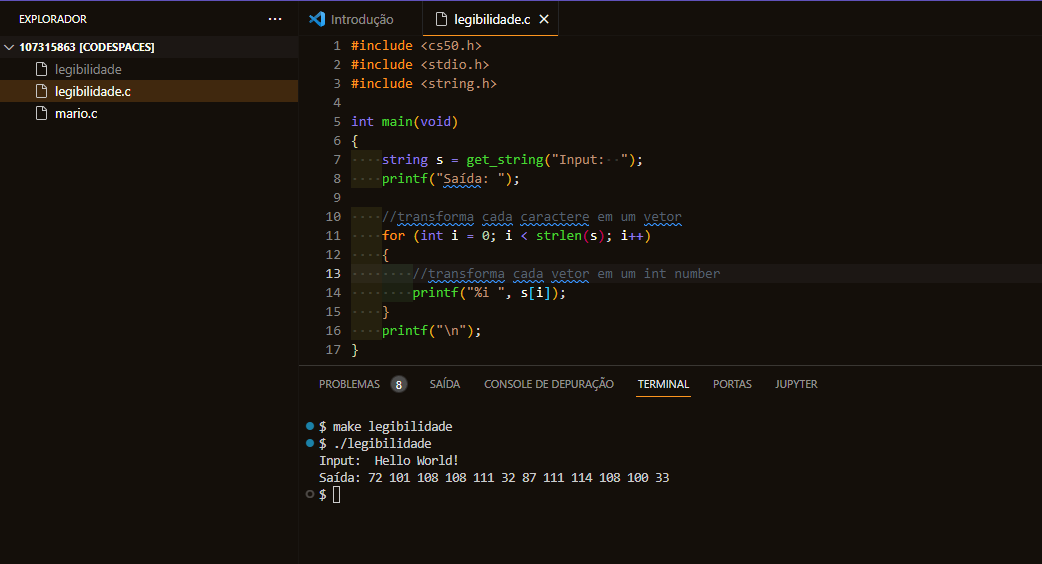 EXPLORADOR ···
107315863 [CODESPACES]
legibilidade
legibilidade.c
mario.c
Introdução legibilidade.c
1 #include <cs50.h>
2 #include <stdio.h>
3 #include <string.h>
4
5 int main(void)
6 {
7 string s = get_string("Input:  ");
8 printf("Saída: ");
9
10 //transforma cada caractere em um vetor
11 for (int i = 0; i < strlen(s); i++)
12 {
13 //transforma cada vetor em um int number
14 printf("%i ", s[i]);
15 }
16 printf("\n");
17 }
PROBLEMAS 8 SAÍDA CONSOLE DE DEPURAÇÃO TERMINAL PORTAS JUPYTER
$ make legibilidade
$ ./legibilidade
Input:  Hello World!
Saída: 72 101 108 108 111 32 87 111 114 108 100 33
$